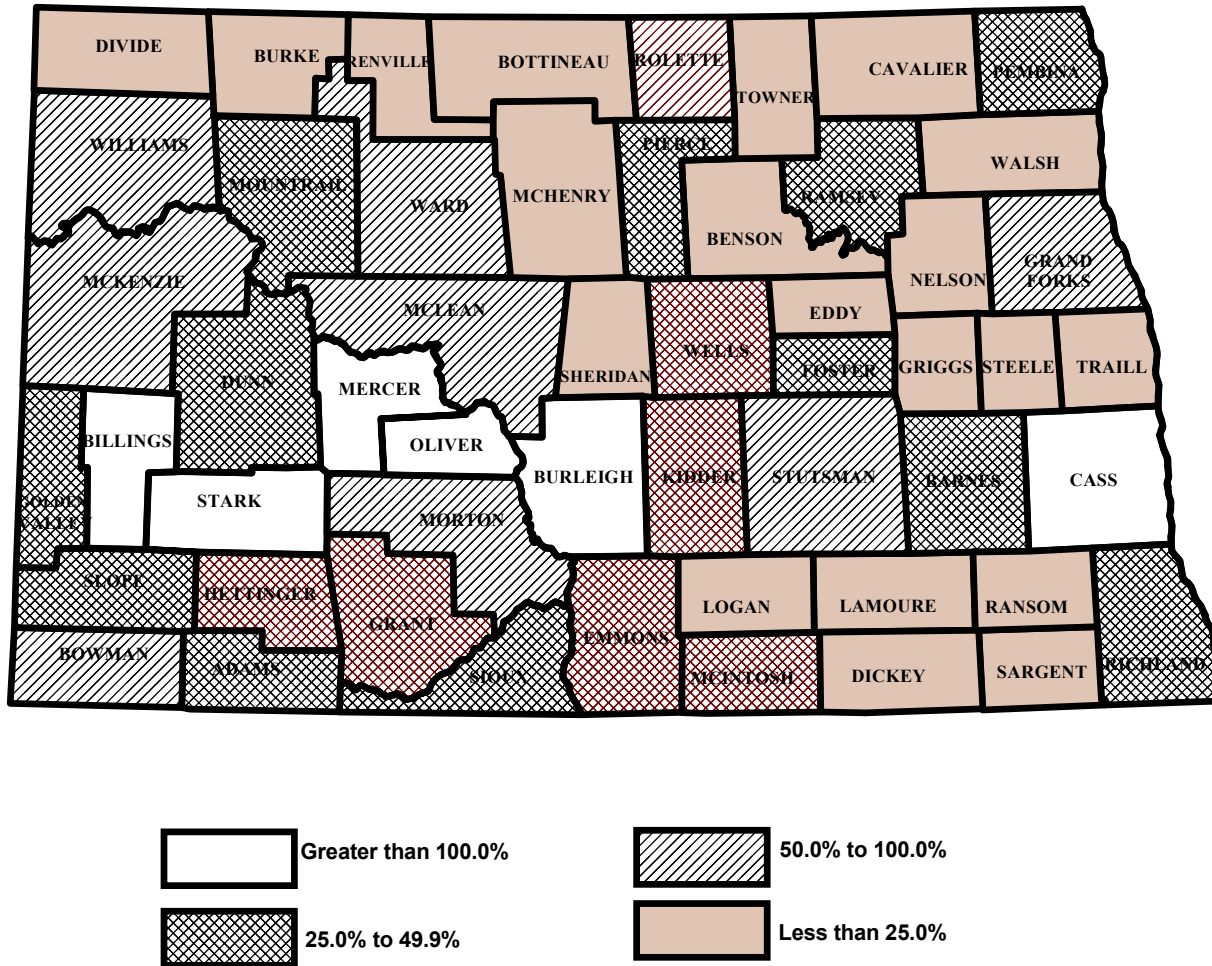 DIVIDE
BURKE
RENVILLE
BOTTINEAU
ROLETTE
TOWNER
CAVALIER
PEMBINA
WILLIAMS
MOUNTRAIL
WARD
MCHENRY
PIERCE
BENSON
RAMSEY
WALSH
MCKENZIE
MCLEAN
NELSON
GRAND
FORKS
DUNN
MERCER
SHERIDAN
WELLS
EDDY
FOSTER
GRIGGS
STEELE
TRAILL
BILLINGS
OLIVER
GOLDEN
VALLEY
STARK
MORTON
BURLEIGH
KIDDER
STUTSMAN
BARNES
CASS
SLOPE
HETTINGER
GRANT
EMMONS
LOGAN
LAMOURE
RANSOM
RICHLAND
BOWMAN
ADAMS
SIOUX
MCINTOSH
DICKEY
SARGENT
Greater than 100.0%
50.0% to 100.0%
25.0% to 49.9%
Less than 25.0%